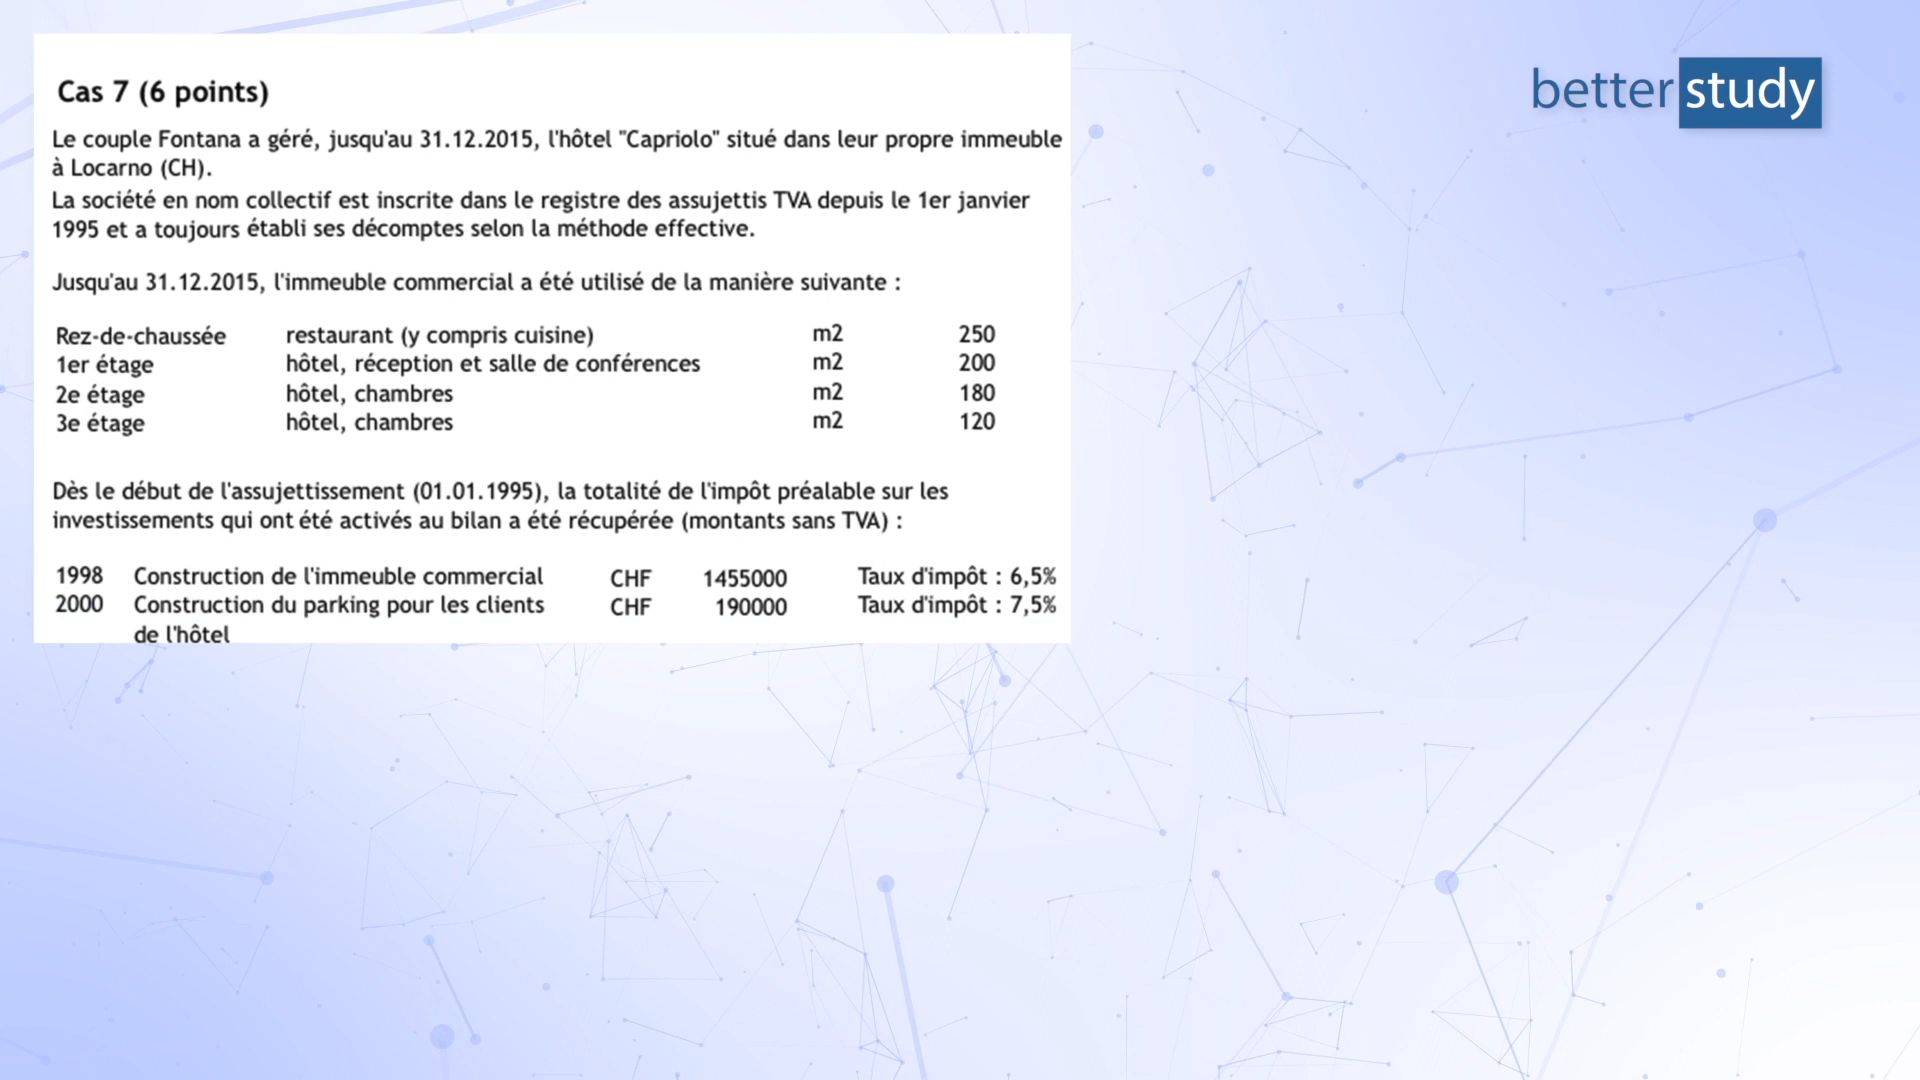 Cas 7 (6 points)
Le couple Fontana a géré, jusqu'au 31.12.2015, l'hôtel "Capriolo" situé dans leur propre immeuble
à Locarno (CH).
La société en nom collectif est inscrite dans le registre des assujettis TVA depuis le 1er janvier
1995 et a toujours établi ses décomptes selon la méthode effective.
Jusqu'au 31.12.2015, l'immeuble commercial a été utilisé de la manière suivante :
Rez-de-chaussée restaurant (y compris cuisine) m2 250
1er étage hôtel, réception et salle de conférences m2 200
2e étage hôtel, chambres m2 180
3e étage hôtel, chambres m2 120
Dès le début de l'assujettissement (01.01.1995), la totalité de l'impôt préalable sur les
investissements qui ont été activés au bilan a été récupérée (montants sans TVA) :
1998 Construction de l'immeuble commercial CHF 1455000 Taux d'impôt : 6,5%
2000 Construction du parking pour les clients CHF 190000 Taux d'impôt : 7,5%
de l'hôtel
better study